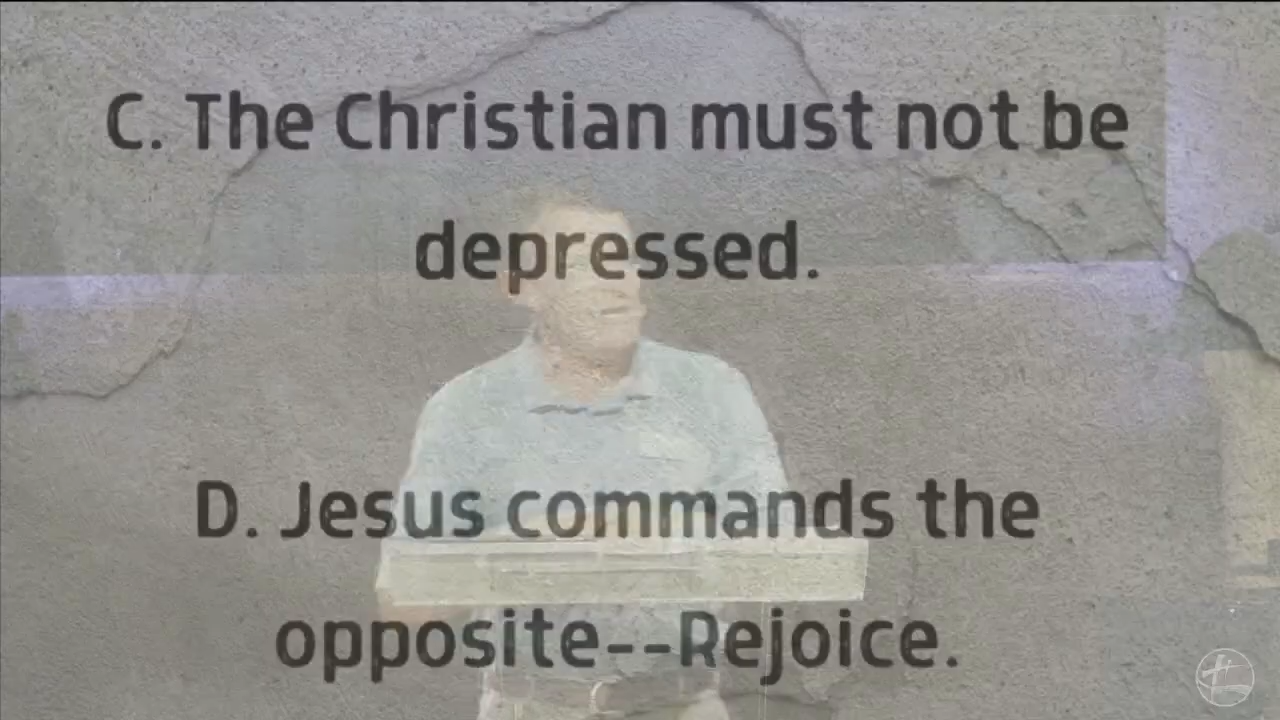 C. The Christian must not be
depressed.
D. Jesus commands the
opposite--Rejoice.